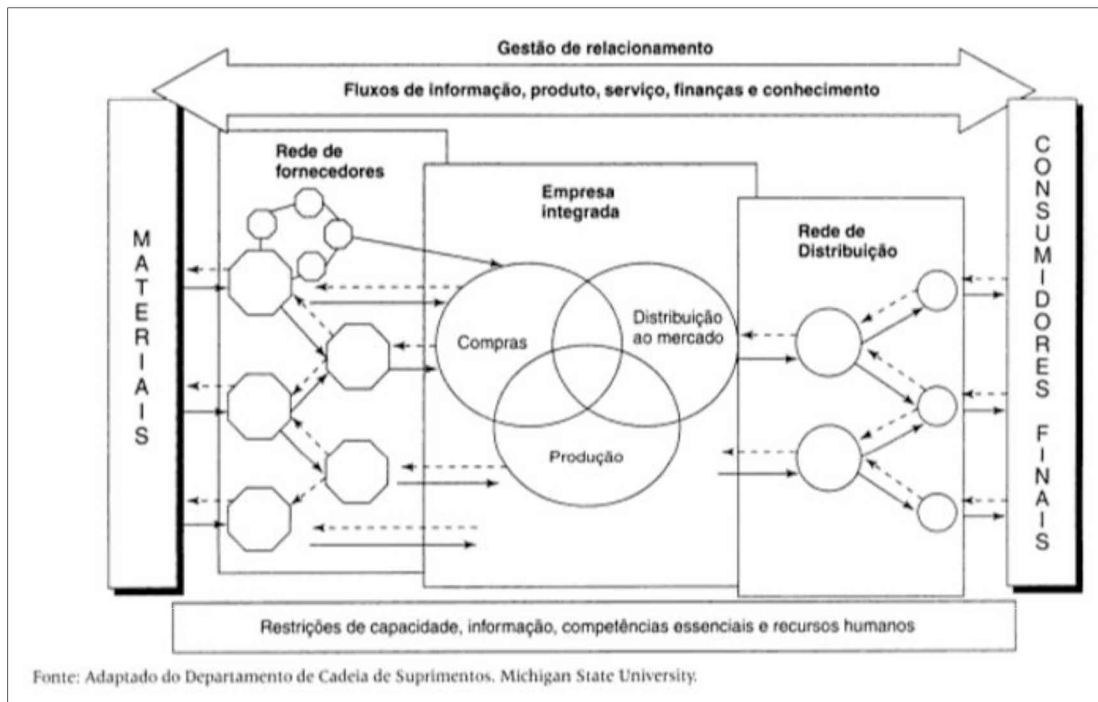 Gestão de relacionamento
Fluxos de informação, produto, serviço, finanças e conhecimento
MATERIAIS
Rede de
fornecedores
Empresa
integrada
Rede de
Distribuição
Compras
Distribuição
ao mercado
Produção
CONSUMIDORES FINAIS
Restrições de capacidade, informação, competências essenciais e recursos humanos
Fonte: Adaptado do Departamento de Cadeia de Suprimentos. Michigan State University.